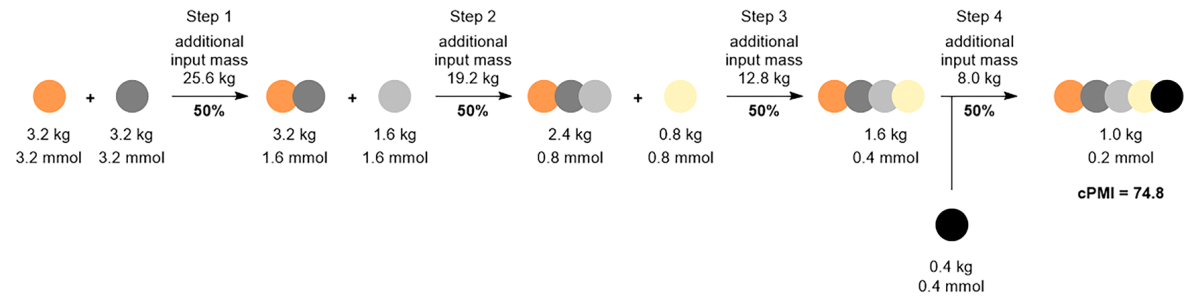 Step 1
additional
input mass
25.6 kg
50%
Step 2
additional
input mass
19.2 kg
50%
Step 3
additional
input mass
12.8 kg
50%
Step 4
additional
input mass
8.0 kg
50%
+
+
+
3.2 kg
3.2 mmol
3.2 kg
3.2 mmol
3.2 kg
1.6 mmol
1.6 kg
1.6 mmol
2.4 kg
0.8 mmol
0.8 kg
0.8 mmol
1.6 kg
0.4 mmol
1.0 kg
0.2 mmol
cPMI = 74.8
0.4 kg
0.4 mmol